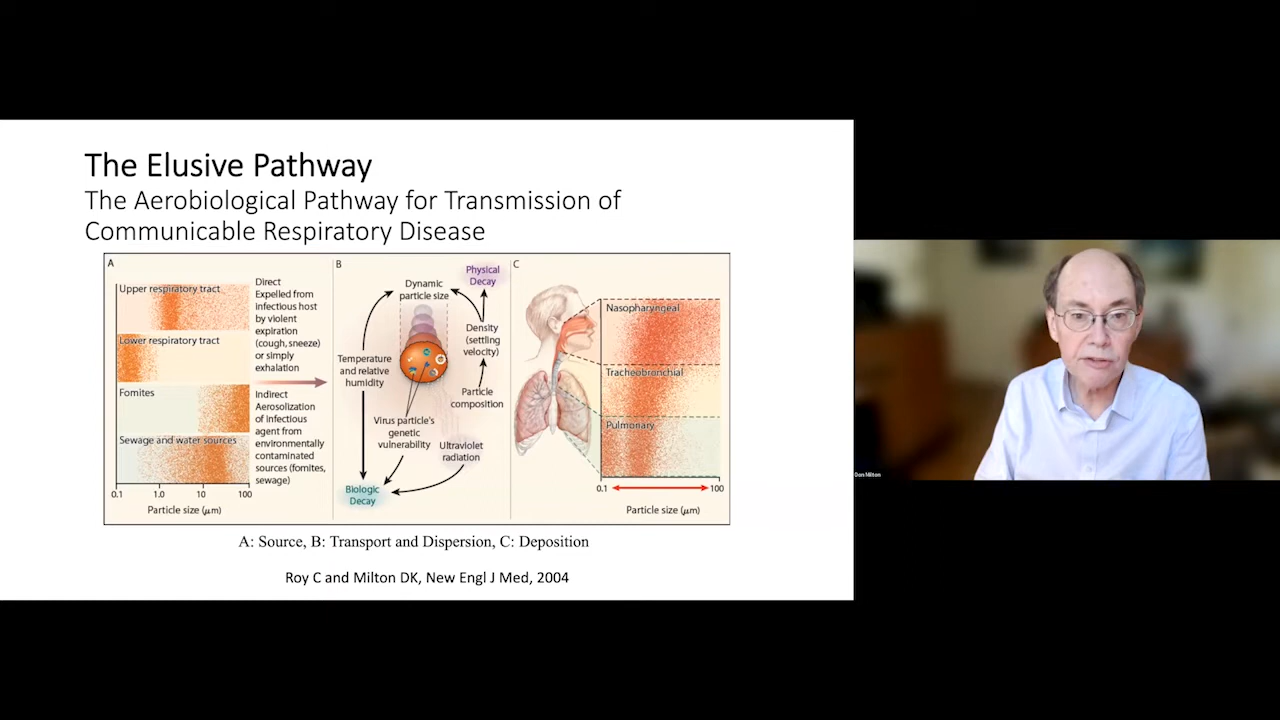 The Elusive Pathway
The Aerobiological Pathway for Transmission of
Communicable Respiratory Disease
A
Upper respiratory tract
Lower respiratory tract
Fomites
Sewage and water sources
0.1
1.0
10
100
Particle size (μm)
Direct
Expelled from
infectious host
by violent
expiration
(cough, sneeze)
or simply
exhalation
Indirect
Aerosolization
of infectious
agent from
environmentally
contaminated
sources (fomites,
sewage)
B
Dynamic
particle size
Physical
Decay
Density
(settling
velocity)
Temperature
and relative
humidity
Particle
composition
Virus particle's
genetic
vulnerability
Ultraviolet
radiation
Biologic
Decay
C
Nasopharyngeal
Tracheobronchial
Pulmonary
0.1
100
Particle size (μm)
A: Source, B: Transport and Dispersion, C: Deposition
Roy C and Milton DK, New Engl J Med, 2004
Don Milton